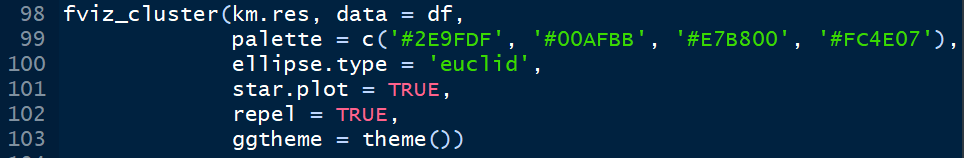 98 fviz_cluster(km.res, data = df,
99 palette = c('#2E9FDF', '#00AFBB', '#E7B800', '#FC4E07'),
100 ellipse.type = 'euclid',
101 star.plot = TRUE,
102 repel = TRUE,
103 ggtheme = theme())